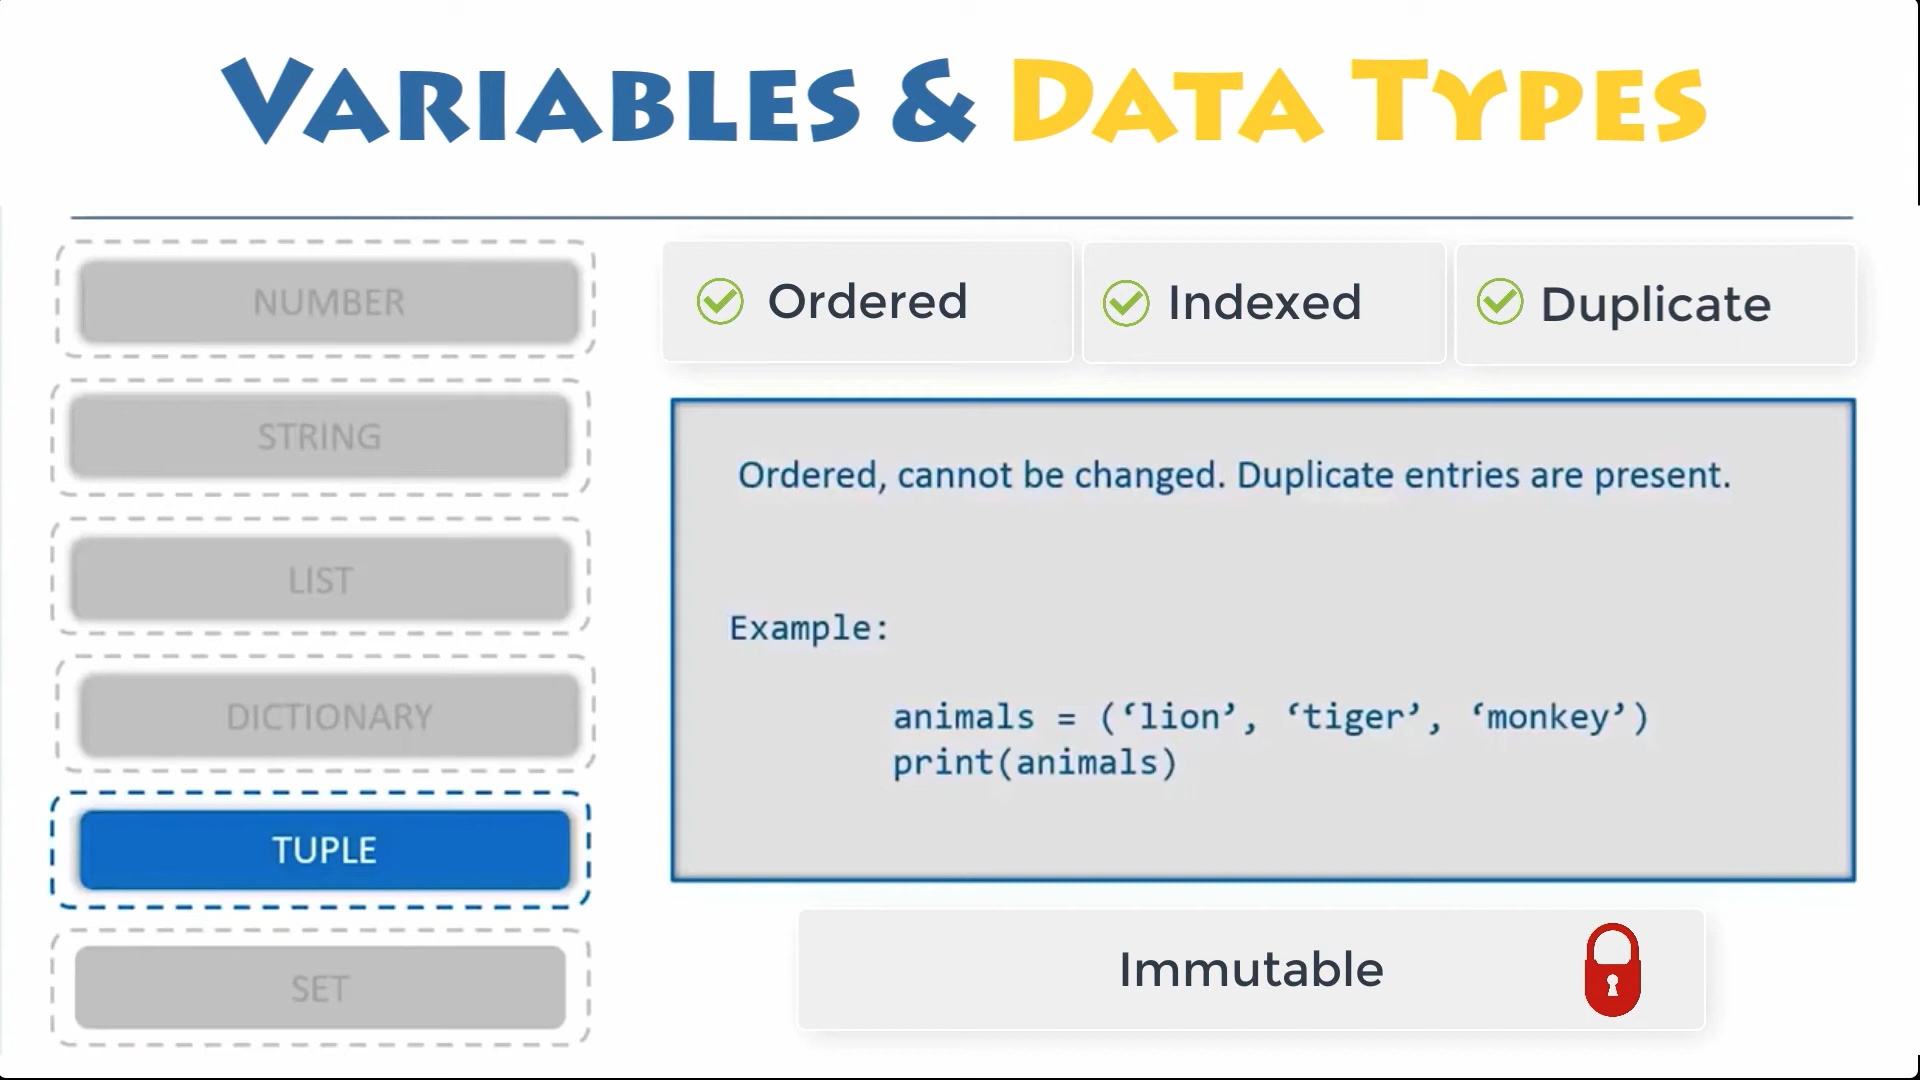 VARIABLES & DATA TYPES
NUMBER
STRING
LIST
DICTIONARY
TUPLE
SET
Ordered
Indexed
Duplicate
Ordered, cannot be changed. Duplicate entries are present.
Example:
animals = (‘lion’, ‘tiger’, ‘monkey’)
print(animals)
Immutable